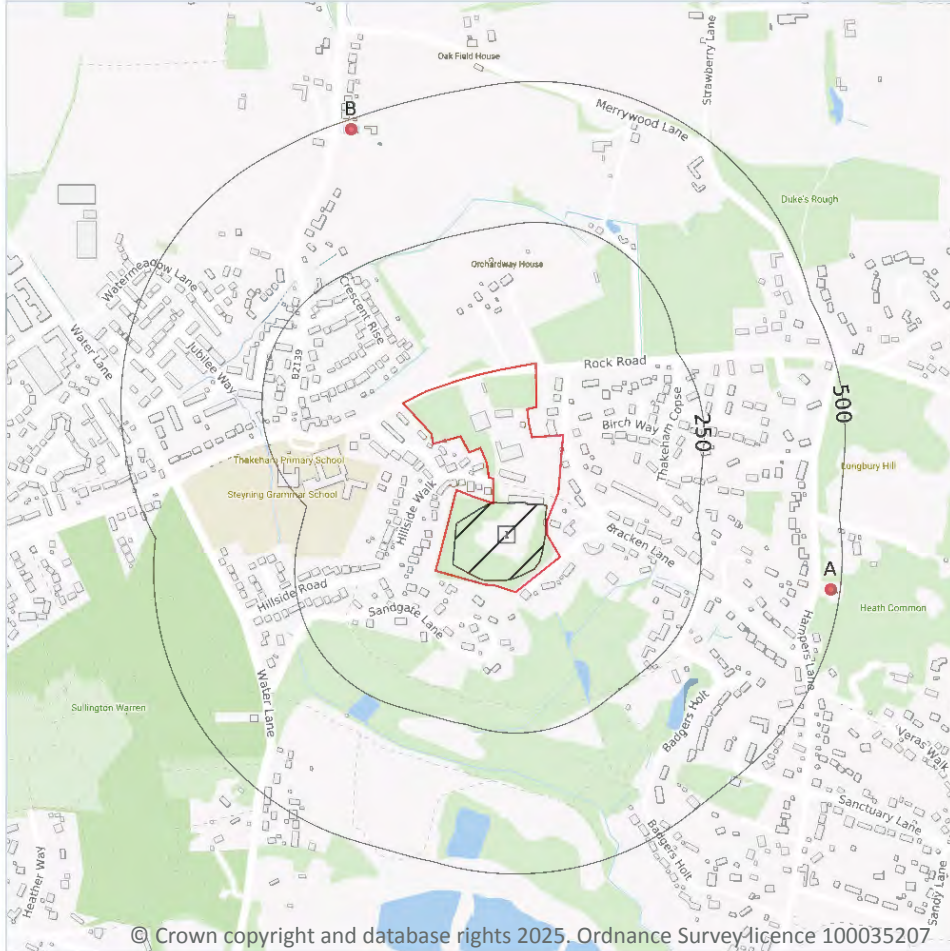 Oak Field House
Strawberry Lane
B
Merrywood Lane
Duke's Rough
Orchardway House
Watermeadow Lane
Crescent Rise
Water Lane
Jubilee Way
B2139
Rock Road
500
250
Birch Way
Thakeham Copse
Thakeham Primary School
Longbury Hill
Steyning Grammar School
Hillside Walk
1
Bracken Lane
A
Hillside Road
Heath Common
Sandgate Lane
Hampers Lane
Water Lane
Sullington Warren
Badgers Holt
Veras Walk
Sanctuary Lane
Badgers Holt
Heather Way
Sandy Lane
© Crown copyright and database rights 2025. Ordnance Survey licence 100035207